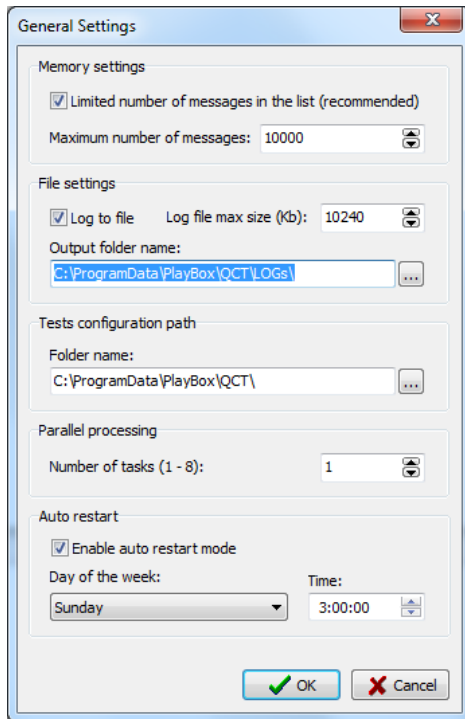 General Settings
Memory settings
Limited number of messages in the list (recommended)
Maximum number of messages: 10000
File settings
Log to file Log file max size (Kb): 10240
Output folder name:
C:\ProgramData\PlayBox\QCT\LOGs\
...
Tests configuration path
Folder name:
C:\ProgramData\PlayBox\QCT\
...
Parallel processing
Number of tasks (1 - 8): 1
Auto restart
Enable auto restart mode
Day of the week: Time:
Sunday 3:00:00
OK Cancel